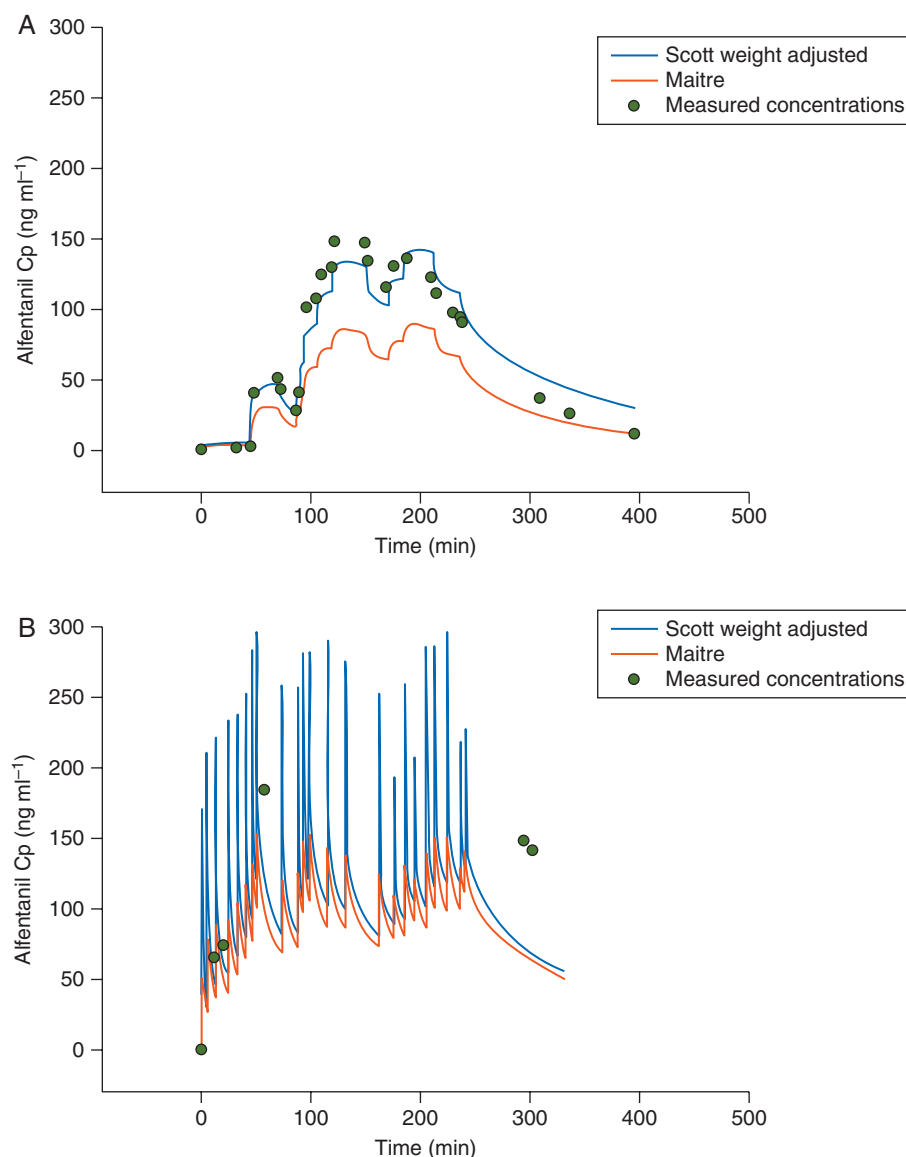 A
300
250
200
150
100
50
0
Alfentanil Cp (ng ml⁻¹)
0 100 200 300 400 500
Time (min)
Scott weight adjusted
Maitre
Measured concentrations
B
300
250
200
150
100
50
0
Alfentanil Cp (ng ml⁻¹)
0 100 200 300 400 500
Time (min)
Scott weight adjusted
Maitre
Measured concentrations